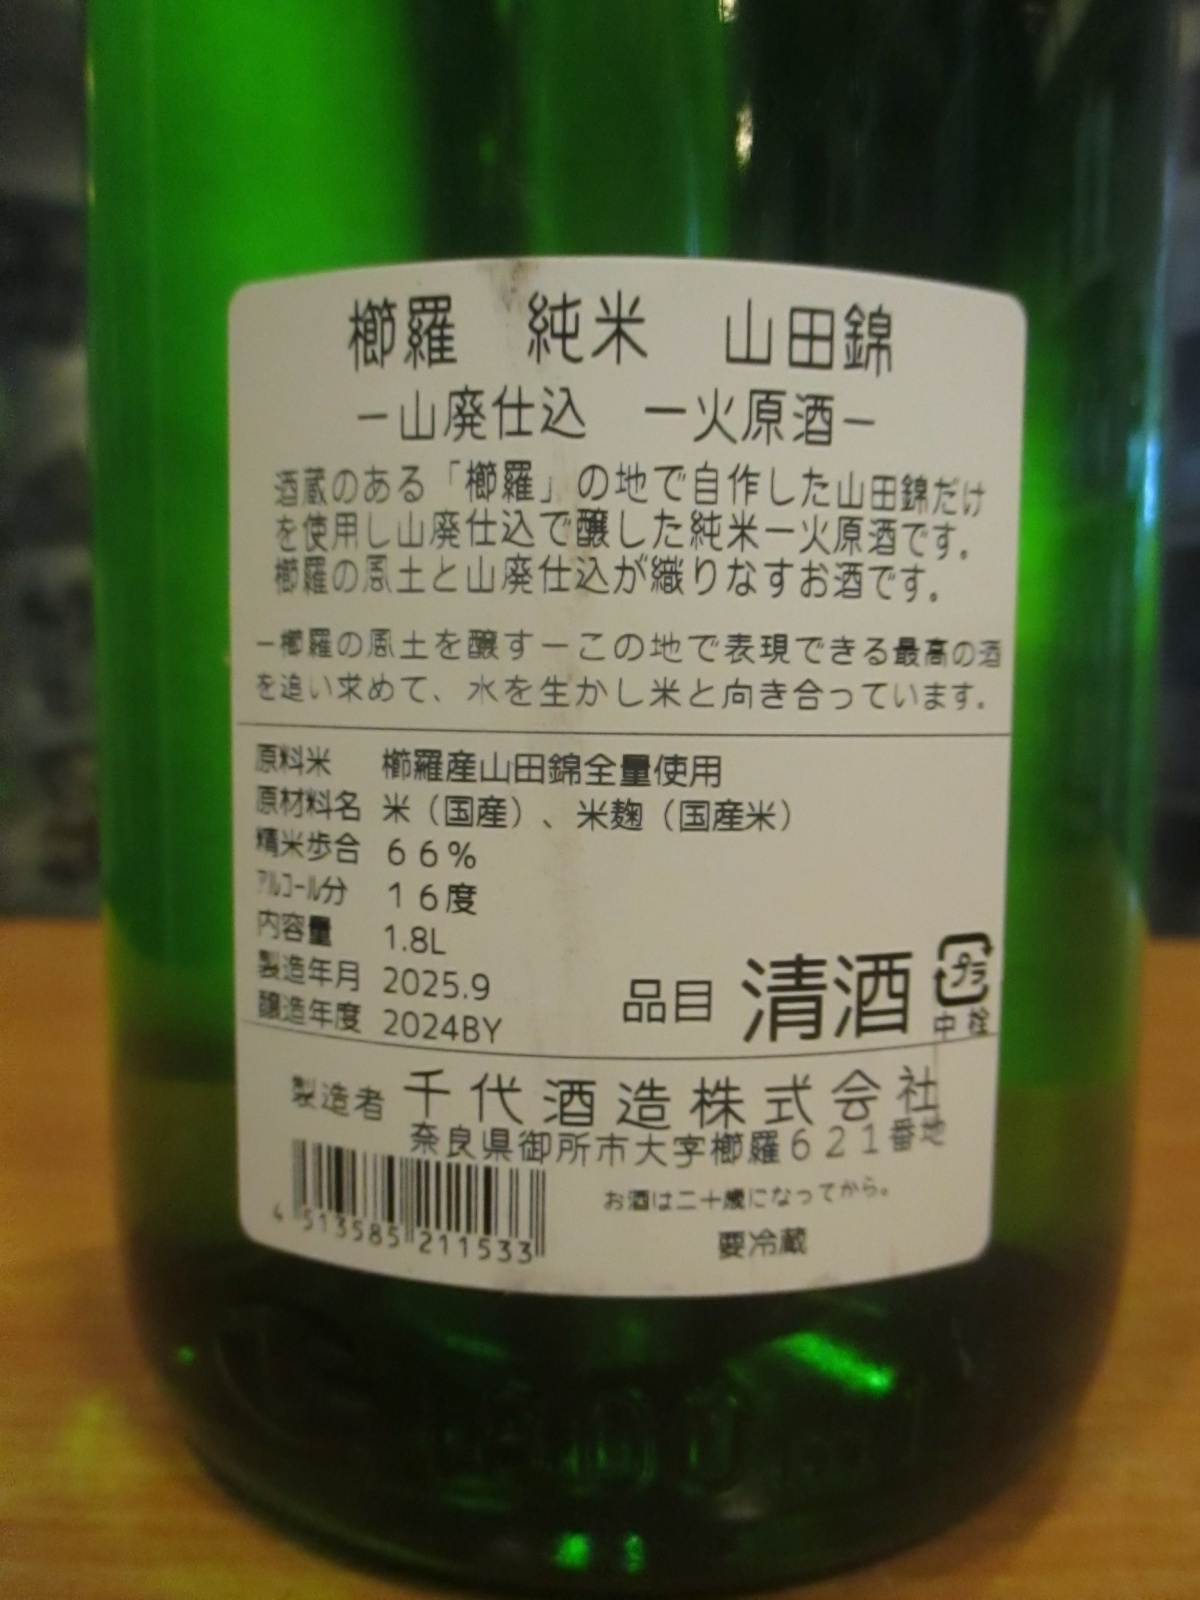 櫛羅 純米 山田錦
－山廃仕込 一火原酒－
酒蔵のある「櫛羅」の地で自作した山田錦だけ
を使用し山廃仕込で醸した純米一火原酒です。
櫛羅の風土と山廃仕込が織りなすお酒です。
－櫛羅の風土を醸す－この地で表現できる最高の酒
を追い求めて、水を生かし米と向き合っています。
原料米 櫛羅産山田錦全量使用
原材料名 米（国産）、米麹（国産米）
精米歩合 66%
アルコール分 16度
内容量 1.8L
製造年月 2025.9
醸造年度 2024BY
品目 清酒
プラ
中栓
製造者 千代酒造株式会社
奈良県御所市大字櫛羅621番地
4 513585 211533
お酒は二十歳になってから。
要冷蔵